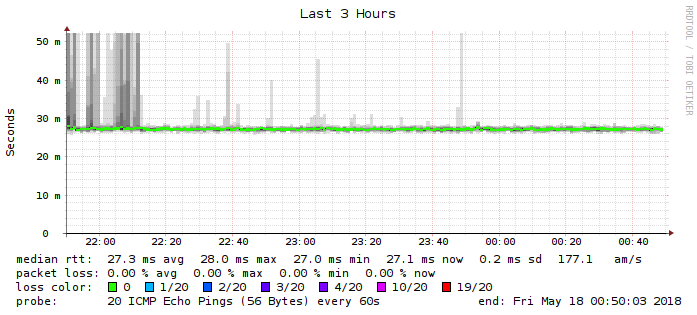 Last 3 Hours
RRDTOOL / TOBI OETIKER
Seconds
50 m
40 m
30 m
20 m
10 m
0
22:00 22:20 22:40 23:00 23:20 23:40 00:00 00:20 00:40
median rtt: 27.3 ms avg 28.0 ms max 27.0 ms min 27.1 ms now 0.2 ms sd 177.1 am/s
packet loss: 0.00 % avg 0.00 % max 0.00 % min 0.00 % now
loss color: 0 1/20 2/20 3/20 4/20 10/20 19/20
probe: 20 ICMP Echo Pings (56 Bytes) every 60s end: Fri May 18 00:50:03 2018